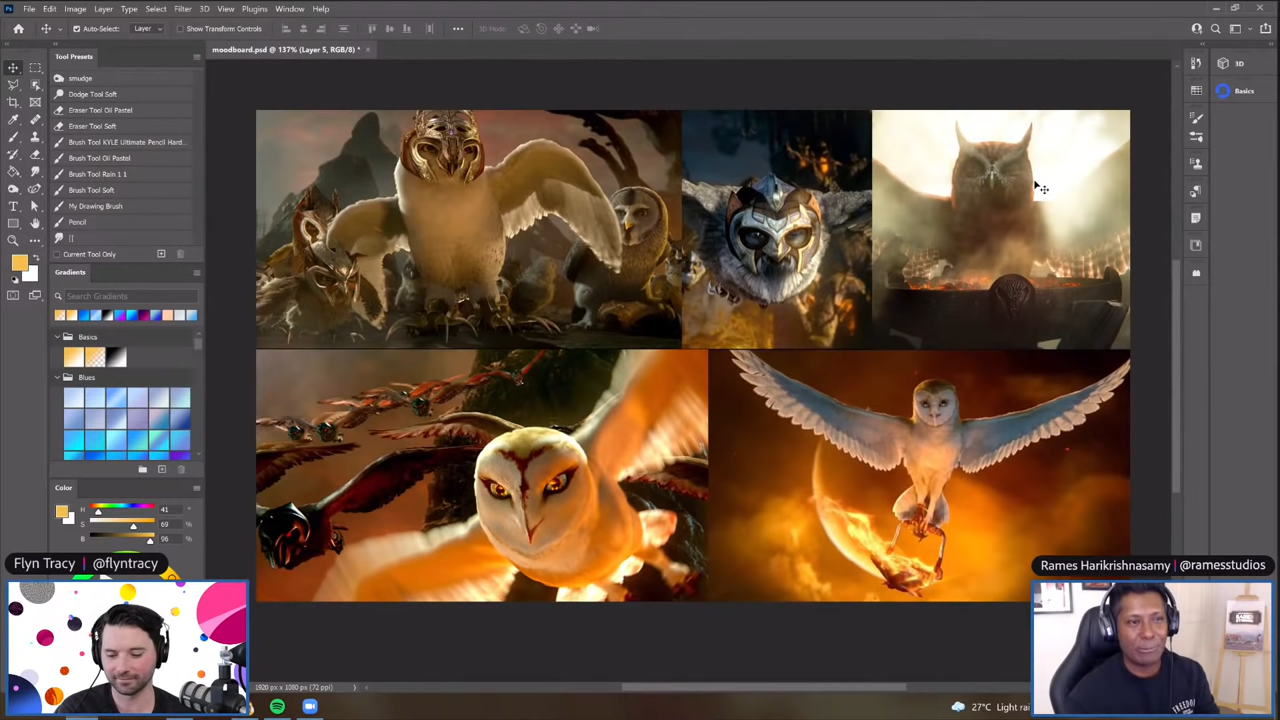 Ps File Edit Image Layer Type Select Filter 3D View Plugins Window Help
Auto-Select: Layer Show Transform Controls 3D Mode:
moodboard.psd @ 137% (Layer 5, RGB/8) *
Tool Presets
smudge
Dodge Tool Soft
Eraser Tool Oil Pastel
Eraser Tool Soft
Brush Tool KYLE Ultimate Pencil Hard...
Brush Tool Oil Pastel
Brush Tool Rain 1 1
Brush Tool Soft
My Drawing Brush
Pencil
Current Tool Only
Gradients
Search Gradients
Basics
Blues
Color
H 41 °
S 69 %
B 96 %
3D
Basics
Flyn Tracy | @flyntracy
Rames Harikrishnasamy | @ramesstudios
1920 px x 1080 px (72 ppi)
27°C Light rai